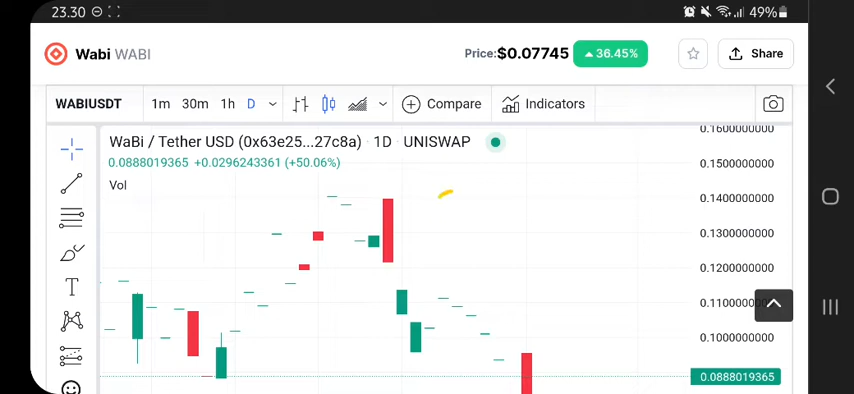 23.30
49%
Wabi WABI
Price:$0.07745
36.45%
Share
WABIUSDT
1m 30m 1h D
Compare
Indicators
WaBi / Tether USD (0x63e25...27c8a) · 1D · UNISWAP
0.0888019365 +0.0296243361 (+50.06%)
Vol
T
0.1600000000
0.1500000000
0.1400000000
0.1300000000
0.1200000000
0.1100000000
0.1000000000
0.0888019365